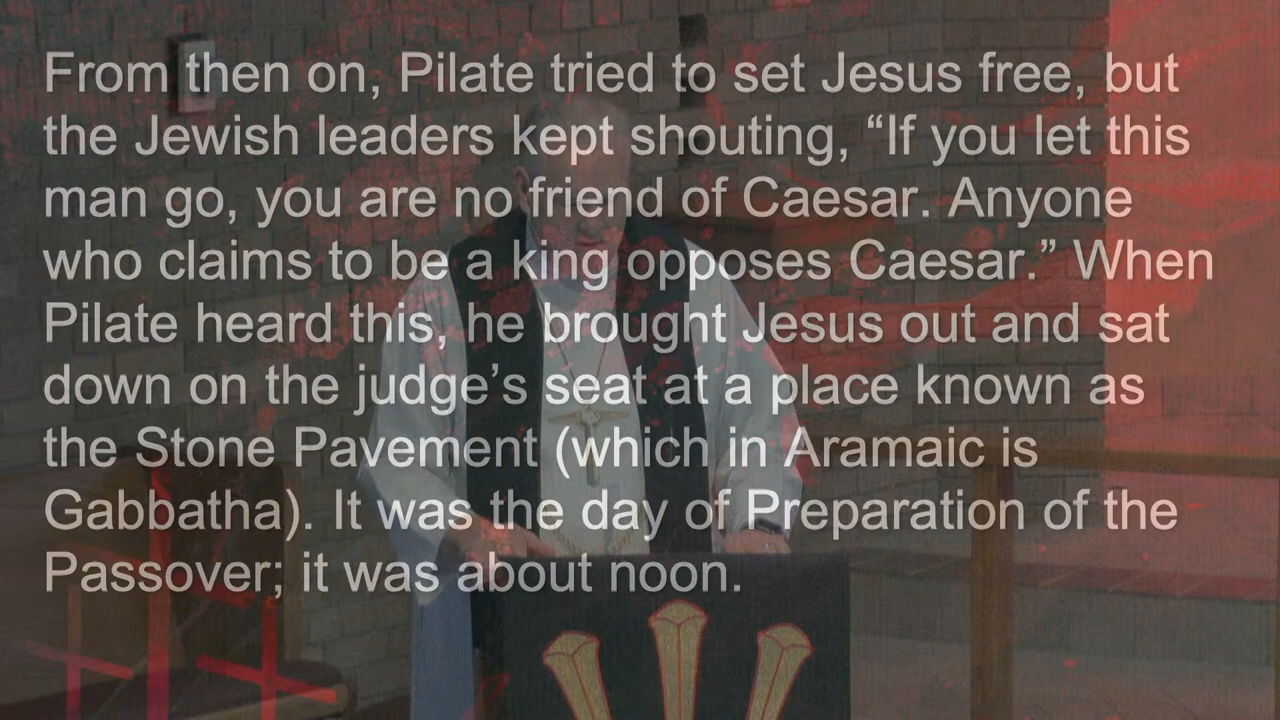 From then on, Pilate tried to set Jesus free, but
the Jewish leaders kept shouting, “If you let this
man go, you are no friend of Caesar. Anyone
who claims to be a king opposes Caesar.” When
Pilate heard this, he brought Jesus out and sat
down on the judge’s seat at a place known as
the Stone Pavement (which in Aramaic is
Gabbatha). It was the day of Preparation of the
Passover; it was about noon.